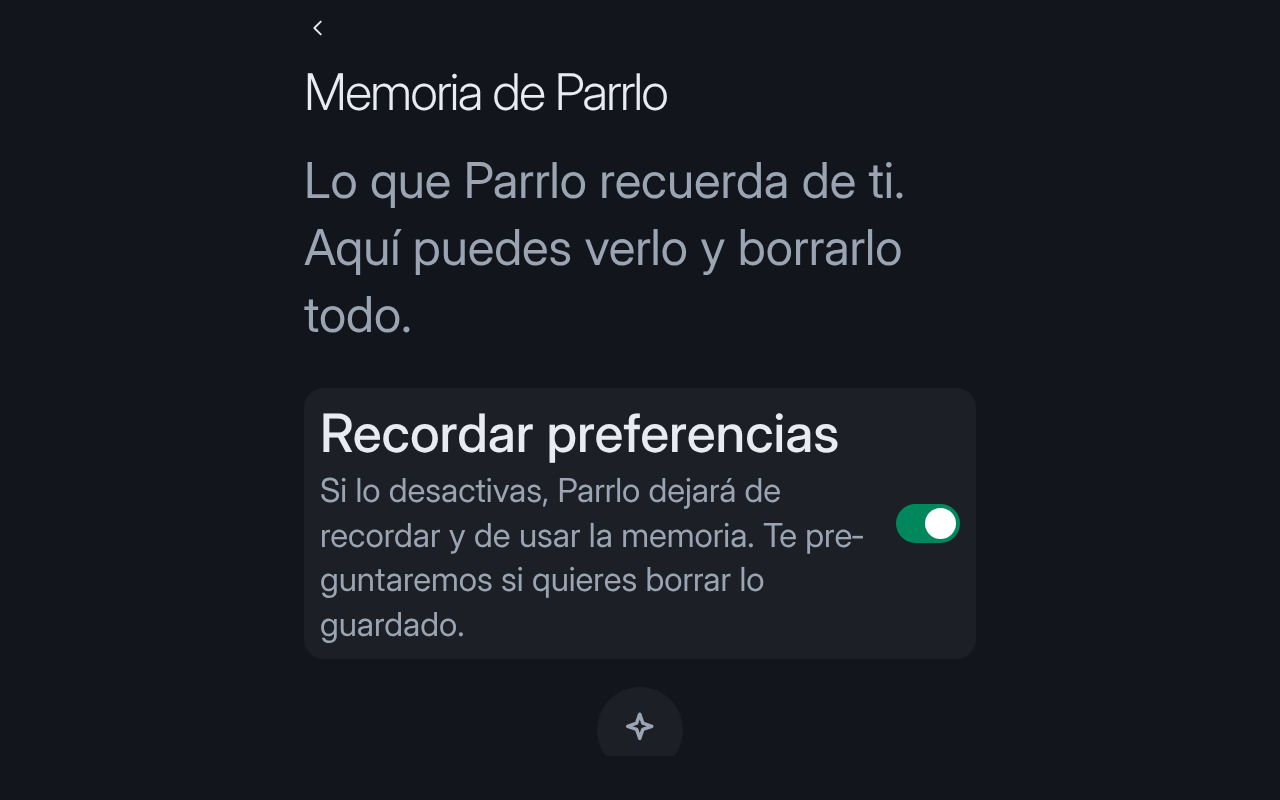 Memoria de Parrlo
Lo que Parrlo recuerda de ti.
Aquí puedes verlo y borrarlo
todo.
Recordar preferencias
Si lo desactivas, Parrlo dejará de
recordar y de usar la memoria. Te pre-
guntaremos si quieres borrar lo
guardado.